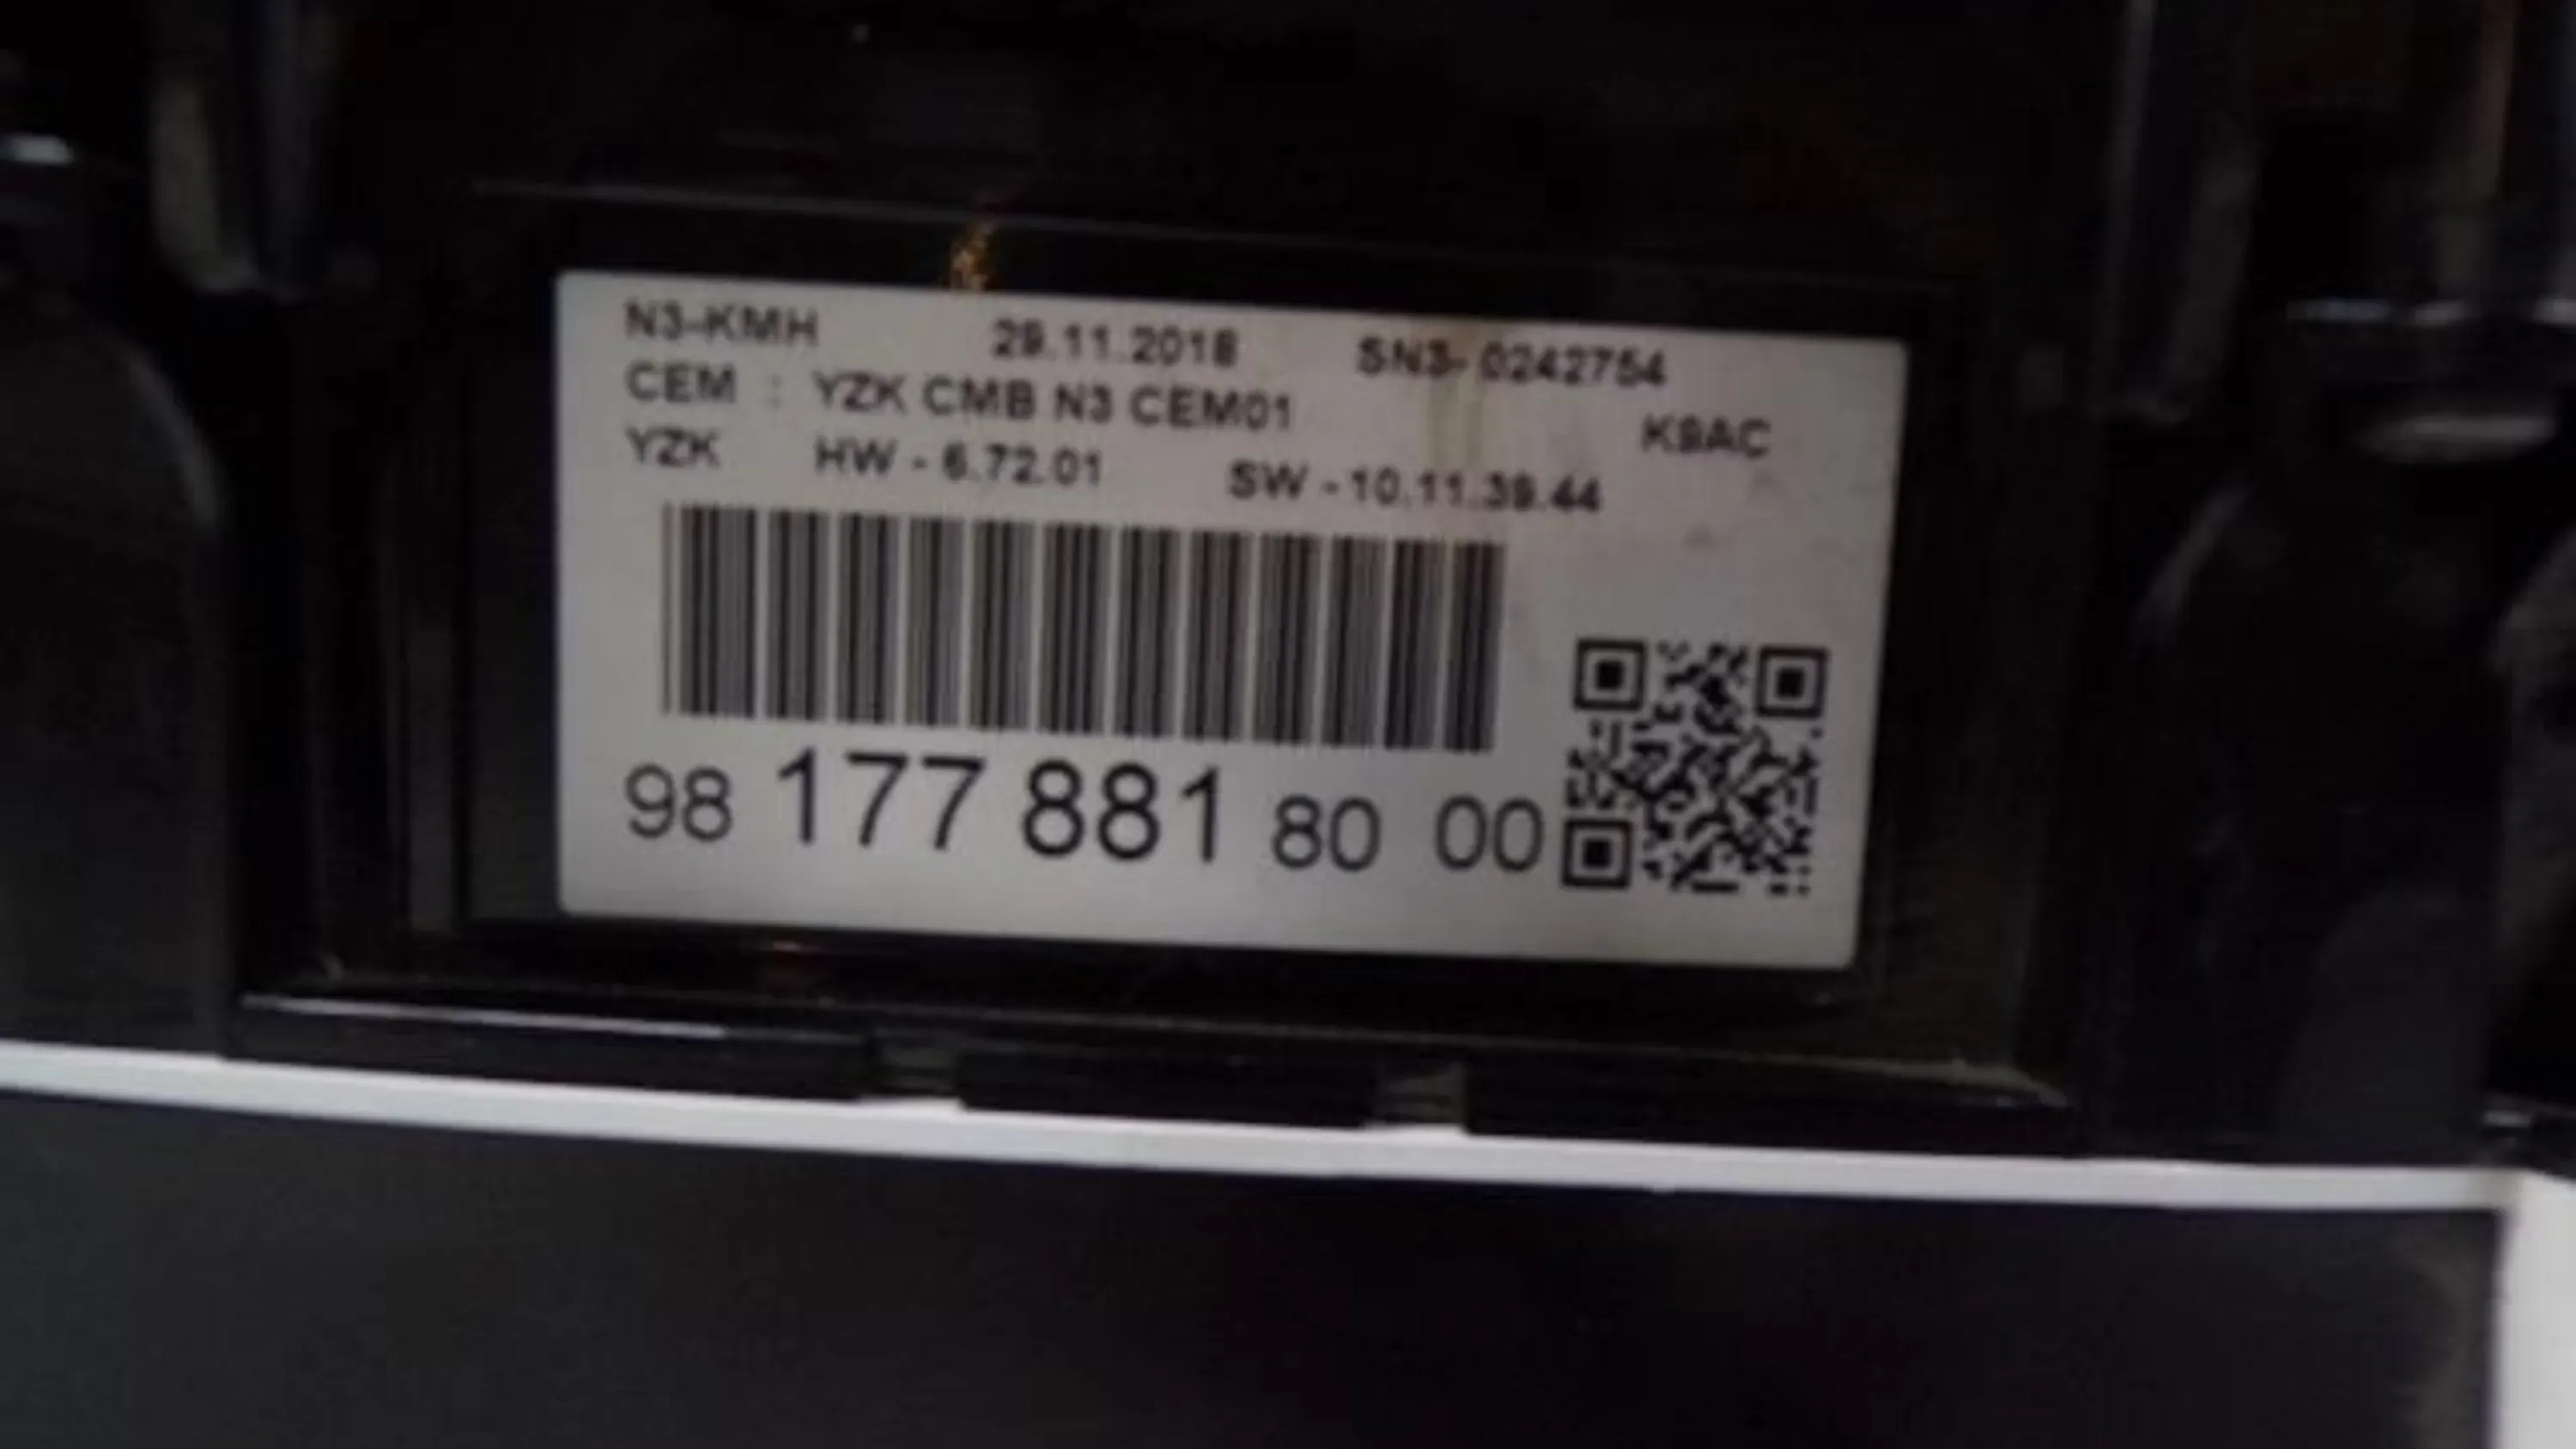 N3-KMH 29.11.2018 SN3- 0242754
CEM : YZK CMB N3 CEM01
K9AC
YZK HW - 6.72.01 SW - 10.11.39.44
98 177 881 80 00